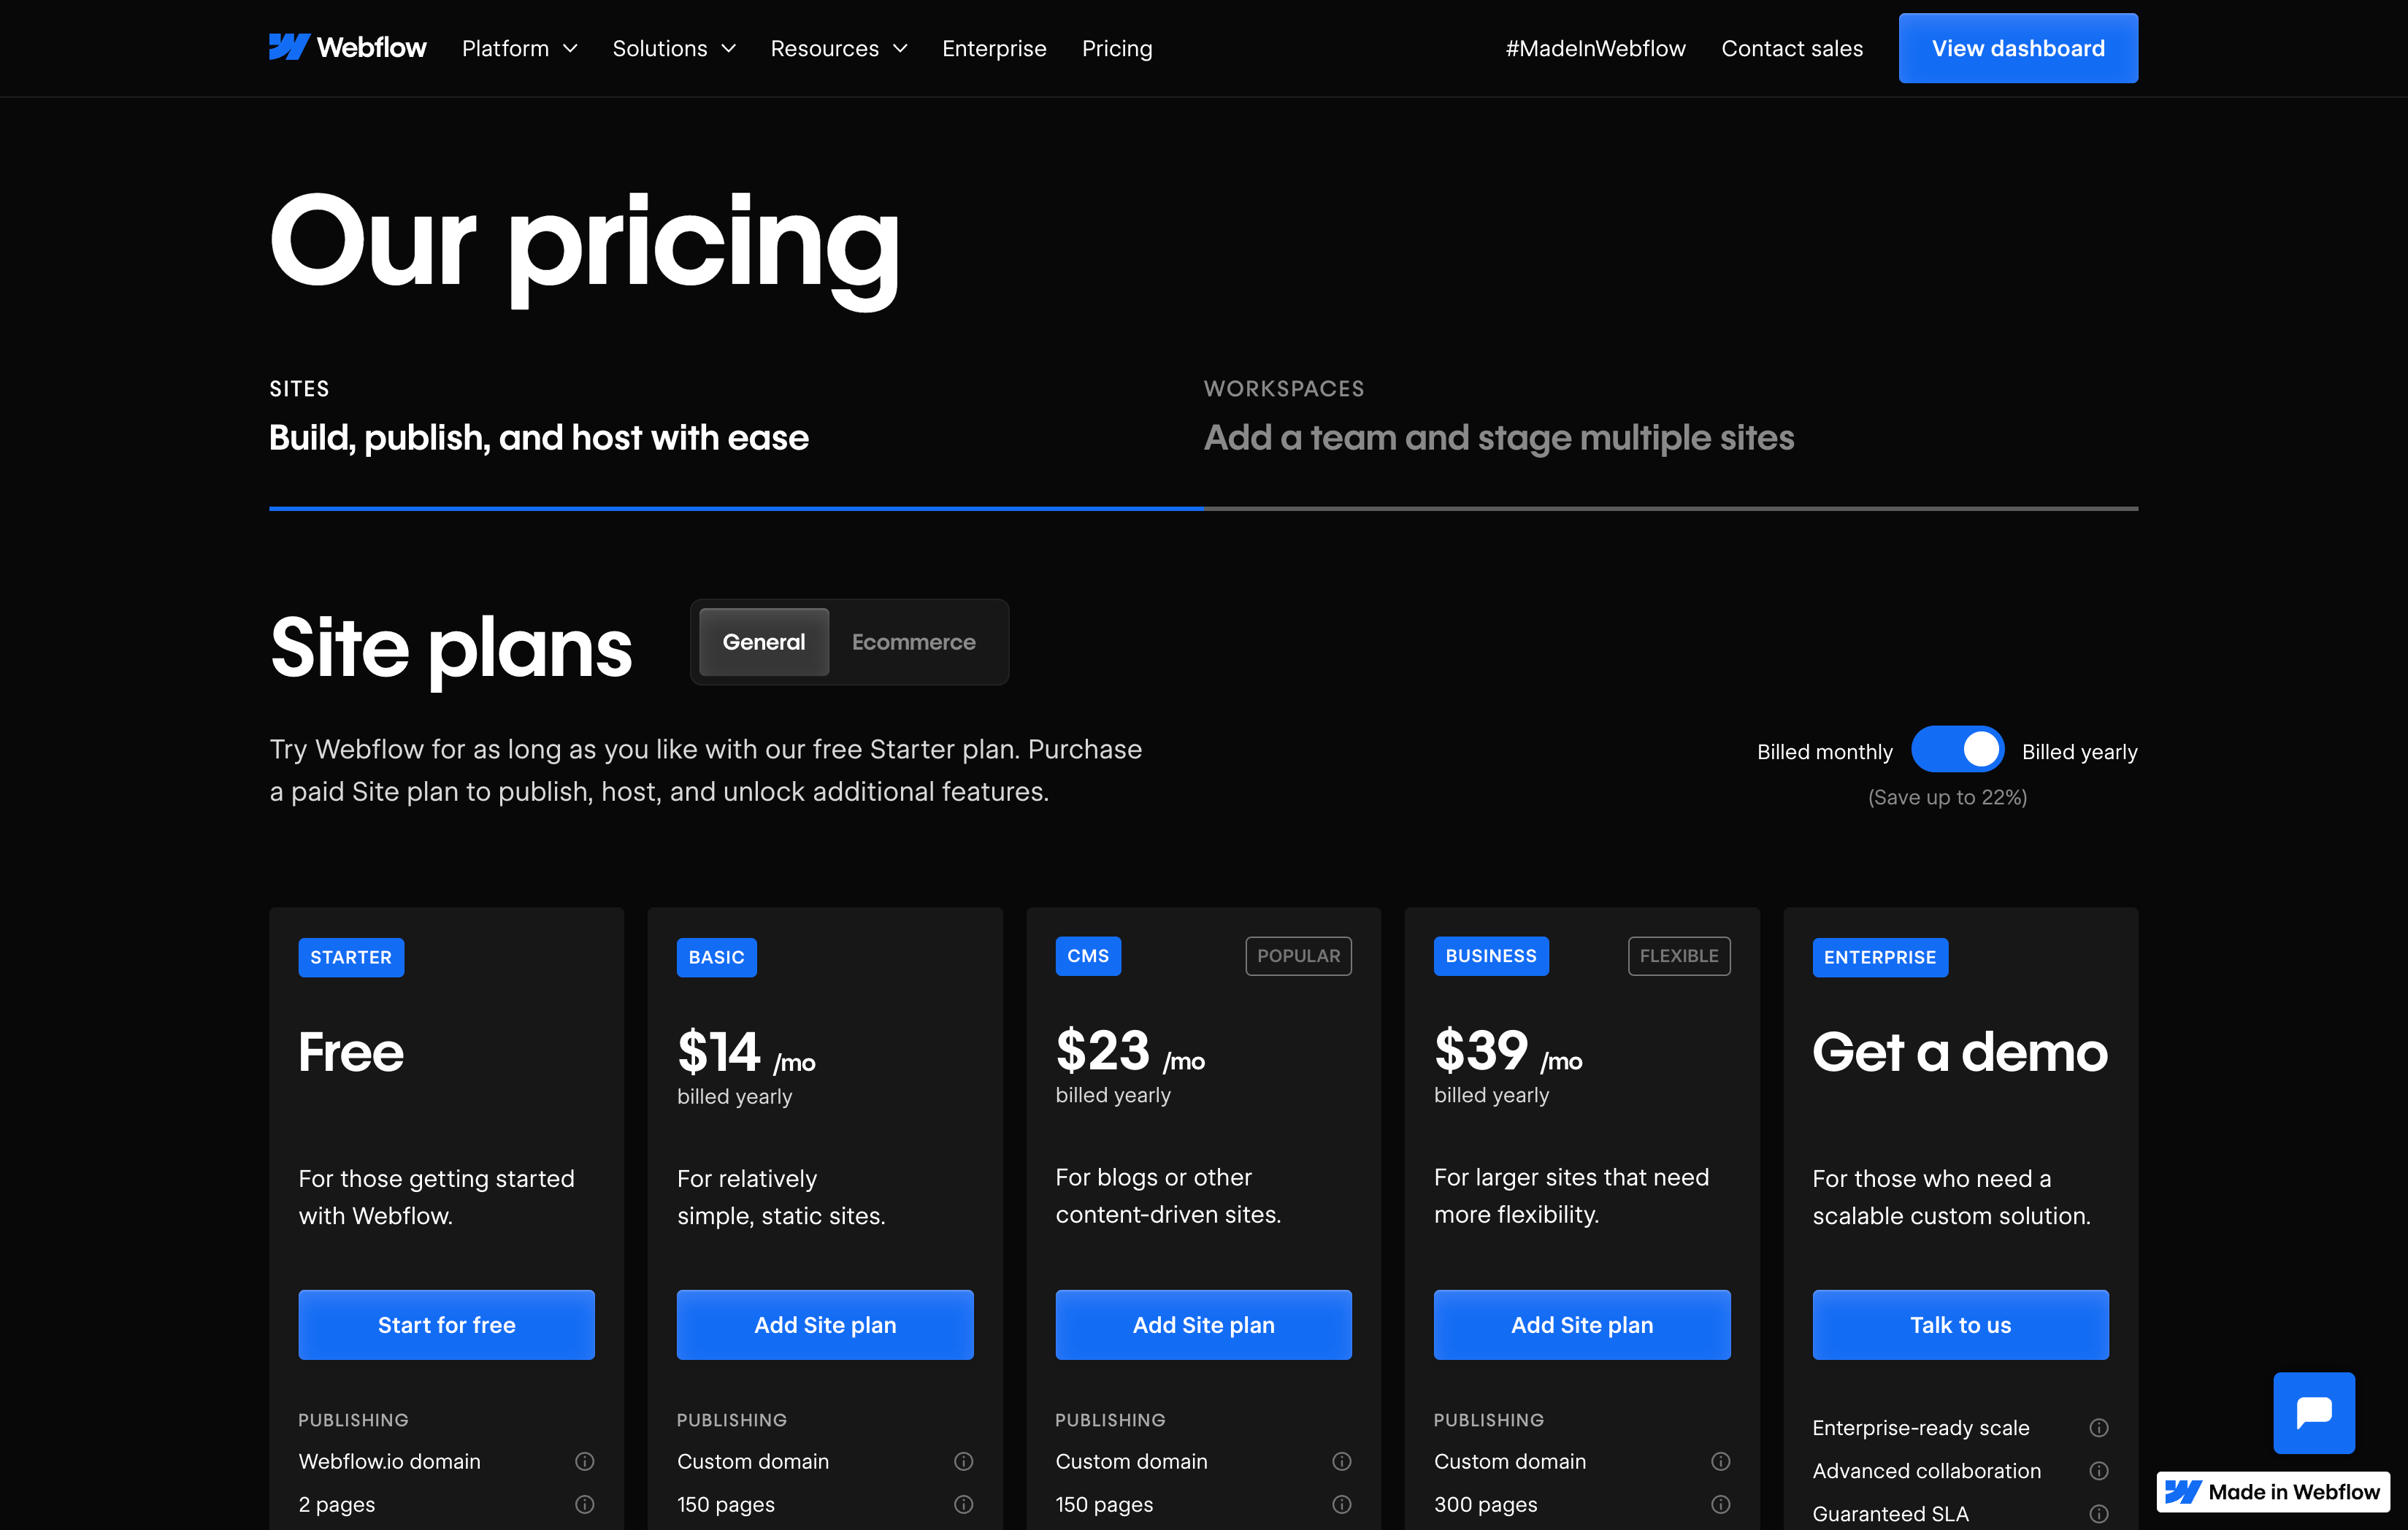 Webflow Platform Solutions Resources Enterprise Pricing #MadeInWebflow Contact sales View dashboard
Our pricing
SITES
Build, publish, and host with ease
WORKSPACES
Add a team and stage multiple sites
Site plans
General Ecommerce
Try Webflow for as long as you like with our free Starter plan. Purchase
a paid Site plan to publish, host, and unlock additional features.
Billed monthly Billed yearly
(Save up to 22%)
STARTER
Free
For those getting started
with Webflow.
Start for free
PUBLISHING
Webflow.io domain
2 pages
BASIC
$14 /mo
billed yearly
For relatively
simple, static sites.
Add Site plan
PUBLISHING
Custom domain
150 pages
CMS POPULAR
$23 /mo
billed yearly
For blogs or other
content-driven sites.
Add Site plan
PUBLISHING
Custom domain
150 pages
BUSINESS FLEXIBLE
$39 /mo
billed yearly
For larger sites that need
more flexibility.
Add Site plan
PUBLISHING
Custom domain
300 pages
ENTERPRISE
Get a demo
For those who need a
scalable custom solution.
Talk to us
Enterprise-ready scale
Advanced collaboration
Guaranteed SLA
Made in Webflow